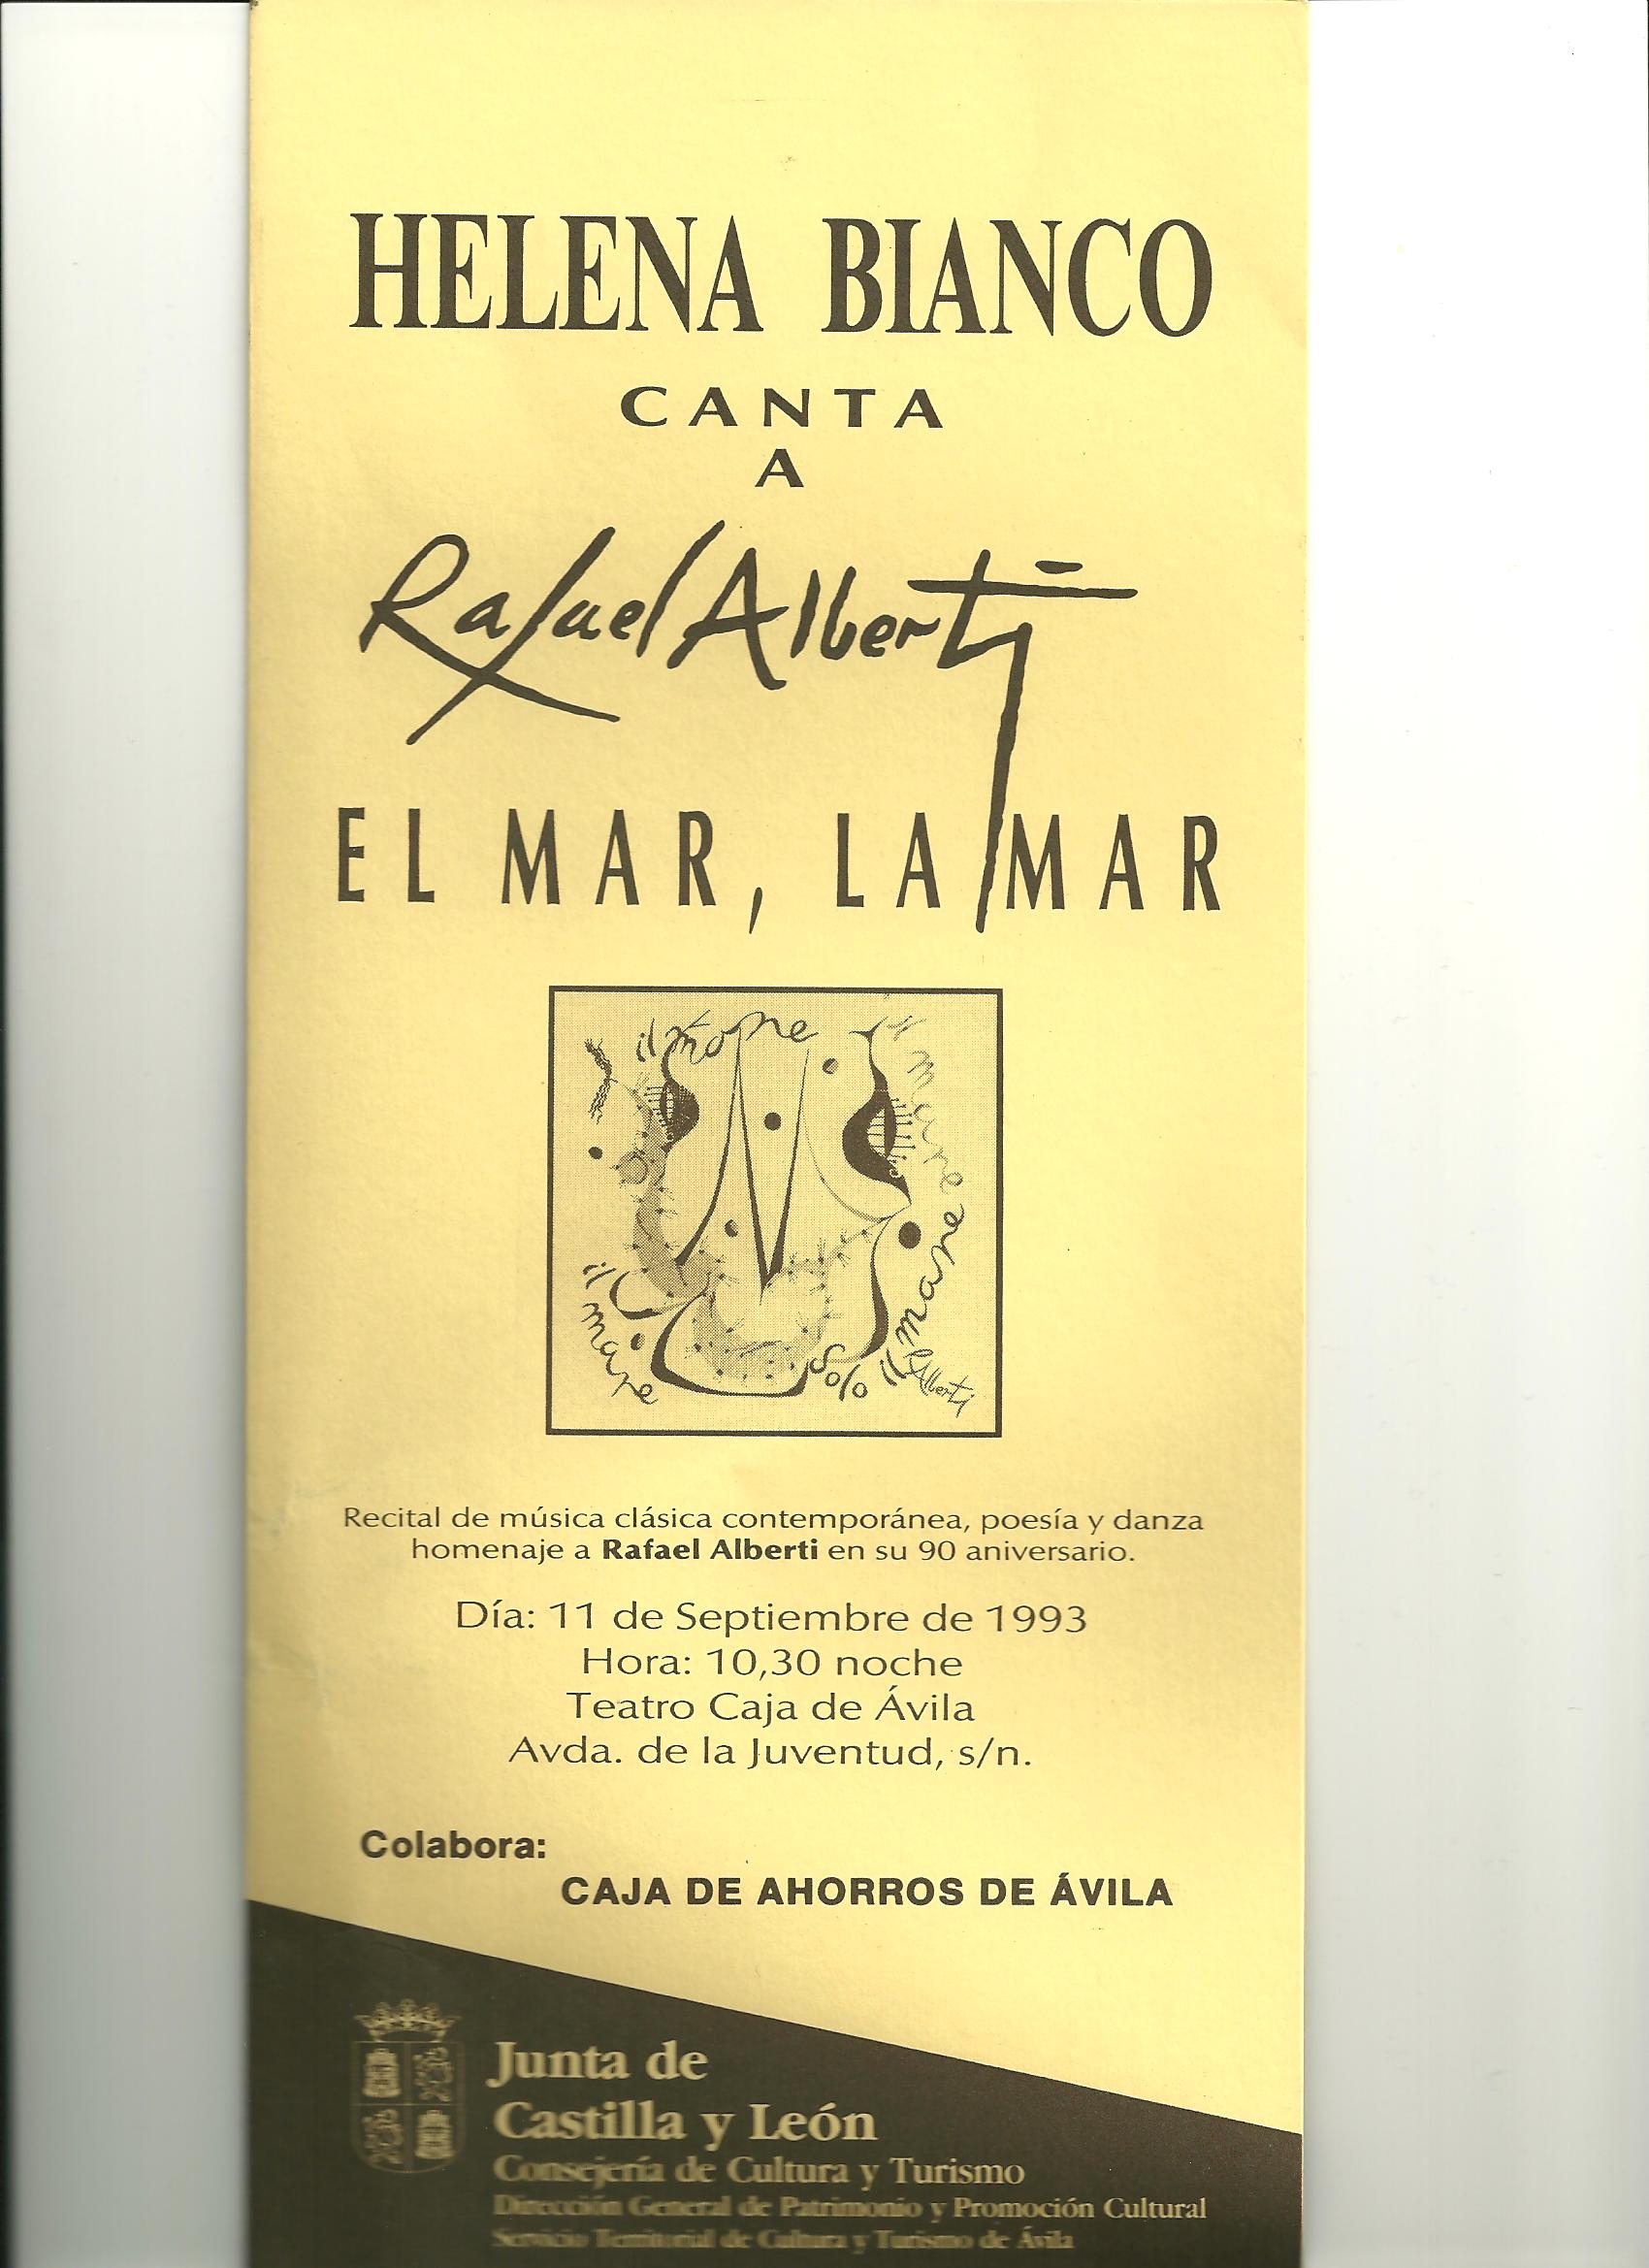 HELENA BIANCO
CANTA
A
Rafael Alberti
EL MAR, LA MAR
il mare
il mare
il mare
il mare
Solo
R Alberti
Recital de música clásica contemporánea, poesía y danza
homenaje a Rafael Alberti en su 90 aniversario.
Día: 11 de Septiembre de 1993
Hora: 10,30 noche
Teatro Caja de Ávila
Avda. de la Juventud, s/n.
Colabora:
CAJA DE AHORROS DE ÁVILA
Junta de
Castilla y León
Consejería de Cultura y Turismo
Dirección General de Patrimonio y Promoción Cultural
Servicio Territorial de Cultura y Turismo de Ávila